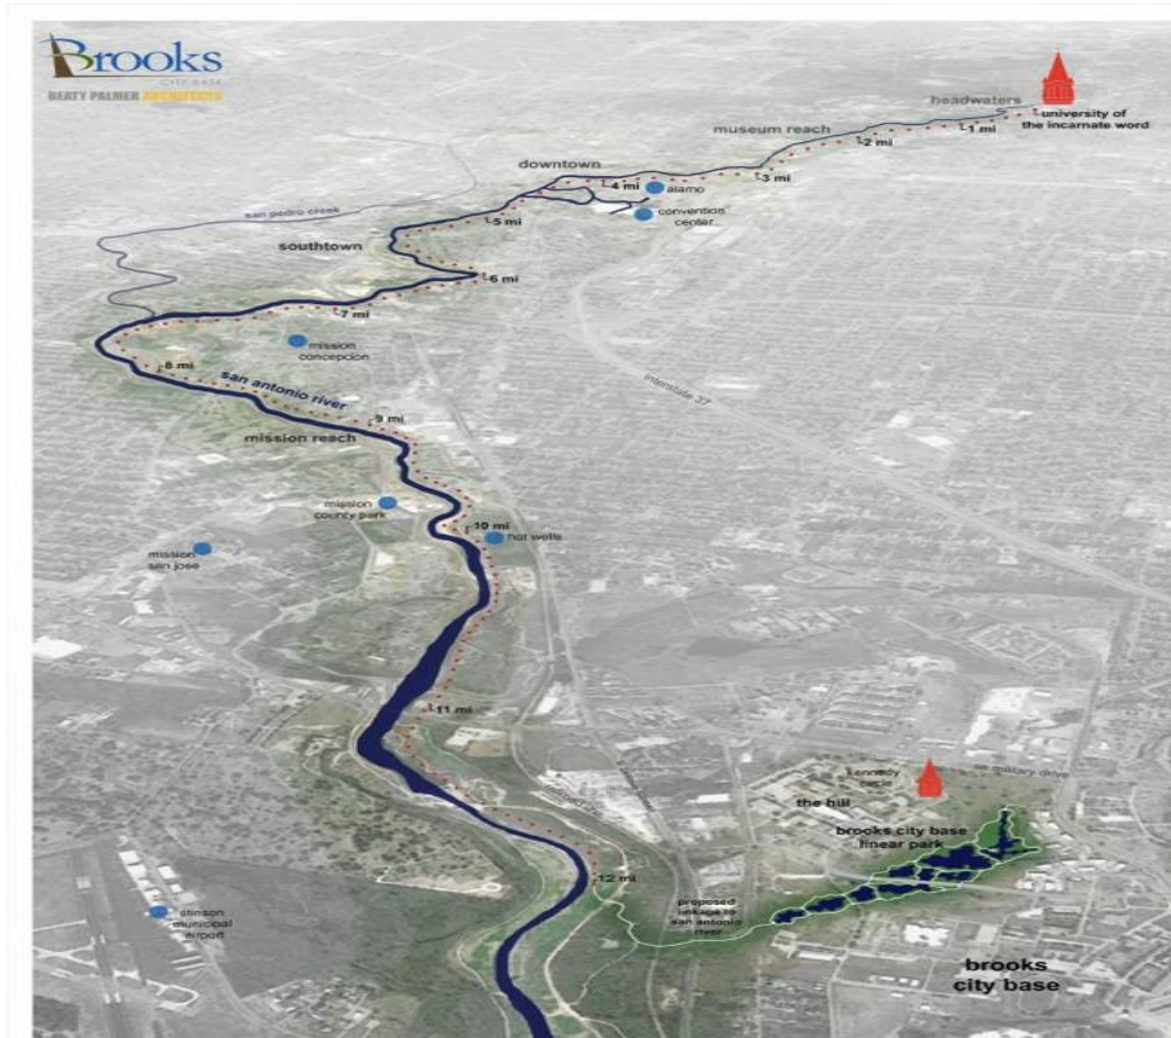 Brooks
CITY BASE
BEATY PALMER ARCHITECTS
headwaters
university of
the incarnate word
museum reach
1 mi
2 mi
3 mi
downtown
4 mi
alamo
convention
center
san pedro creek
5 mi
southtown
6 mi
7 mi
mission
concepcion
8 mi
san antonio river
interstate 37
9 mi
mission reach
mission
county park
10 mi
hot wells
mission
san jose
11 mi
se military drive
kennedy
circle
the hill
brooks city base
linear park
12 mi
proposed
linkage to
san antonio
river
stinson
municipal
airport
brooks
city base